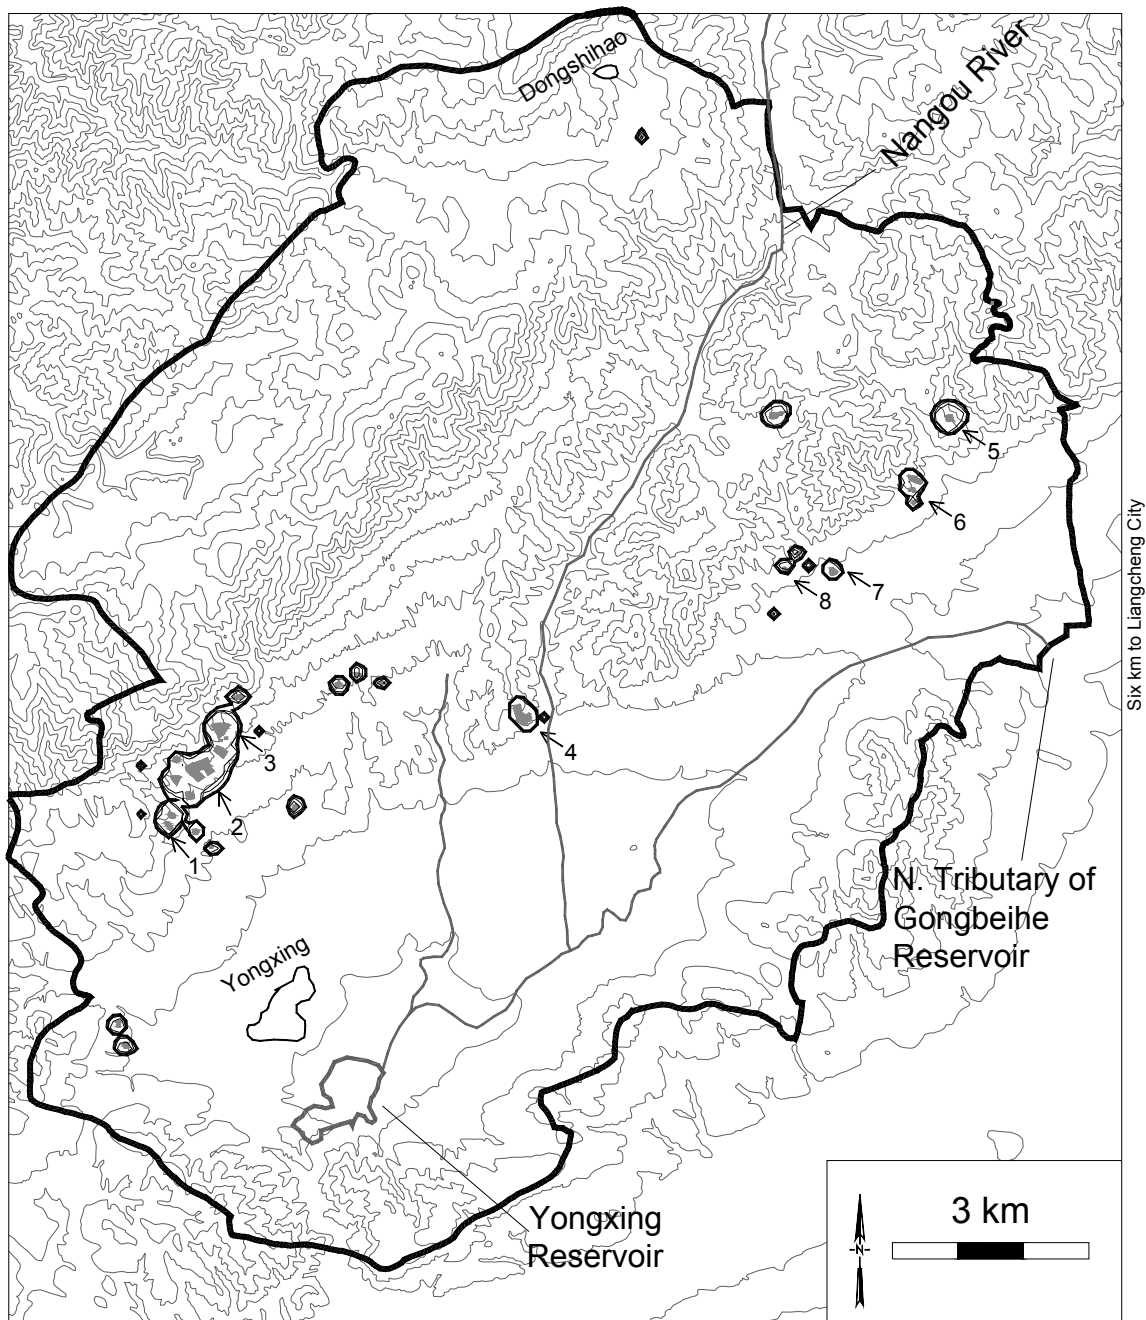 Dongshihao
Nangou River
5
6
Six km to Liangcheng City
7
8
4
3
2
1
N. Tributary of
Gongbeihe
Reservoir
Yongxing
3 km
N
Yongxing
Reservoir